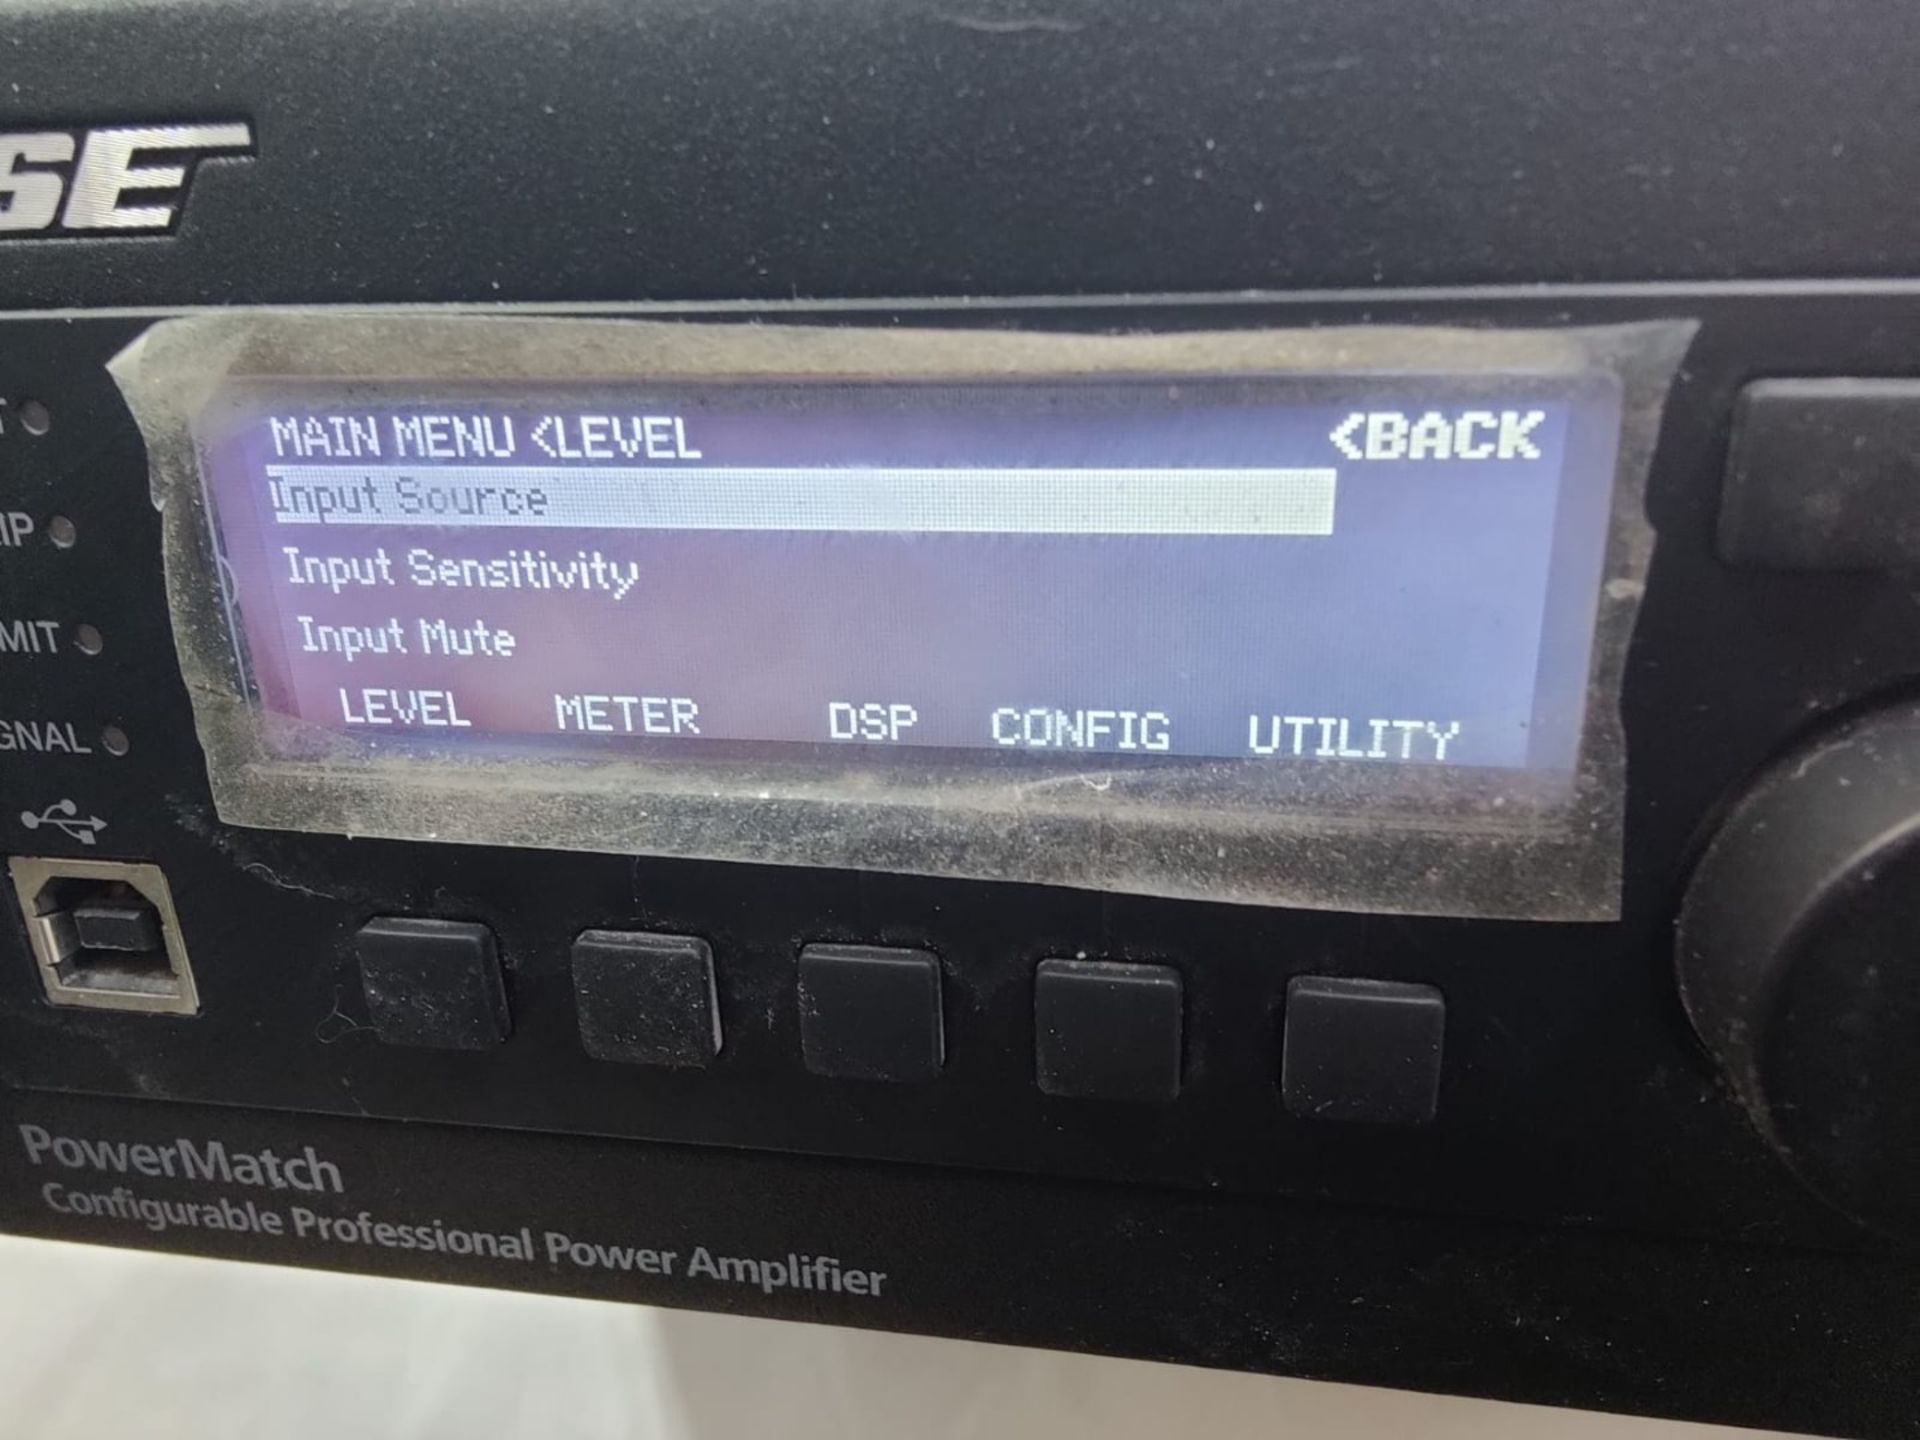 SE
MAIN MENU <LEVEL <BACK
Input Source
Input Sensitivity
Input Mute
LEVEL METER DSP CONFIG UTILITY
T
IP
MIT
GNAL
PowerMatch
Configurable Professional Power Amplifier